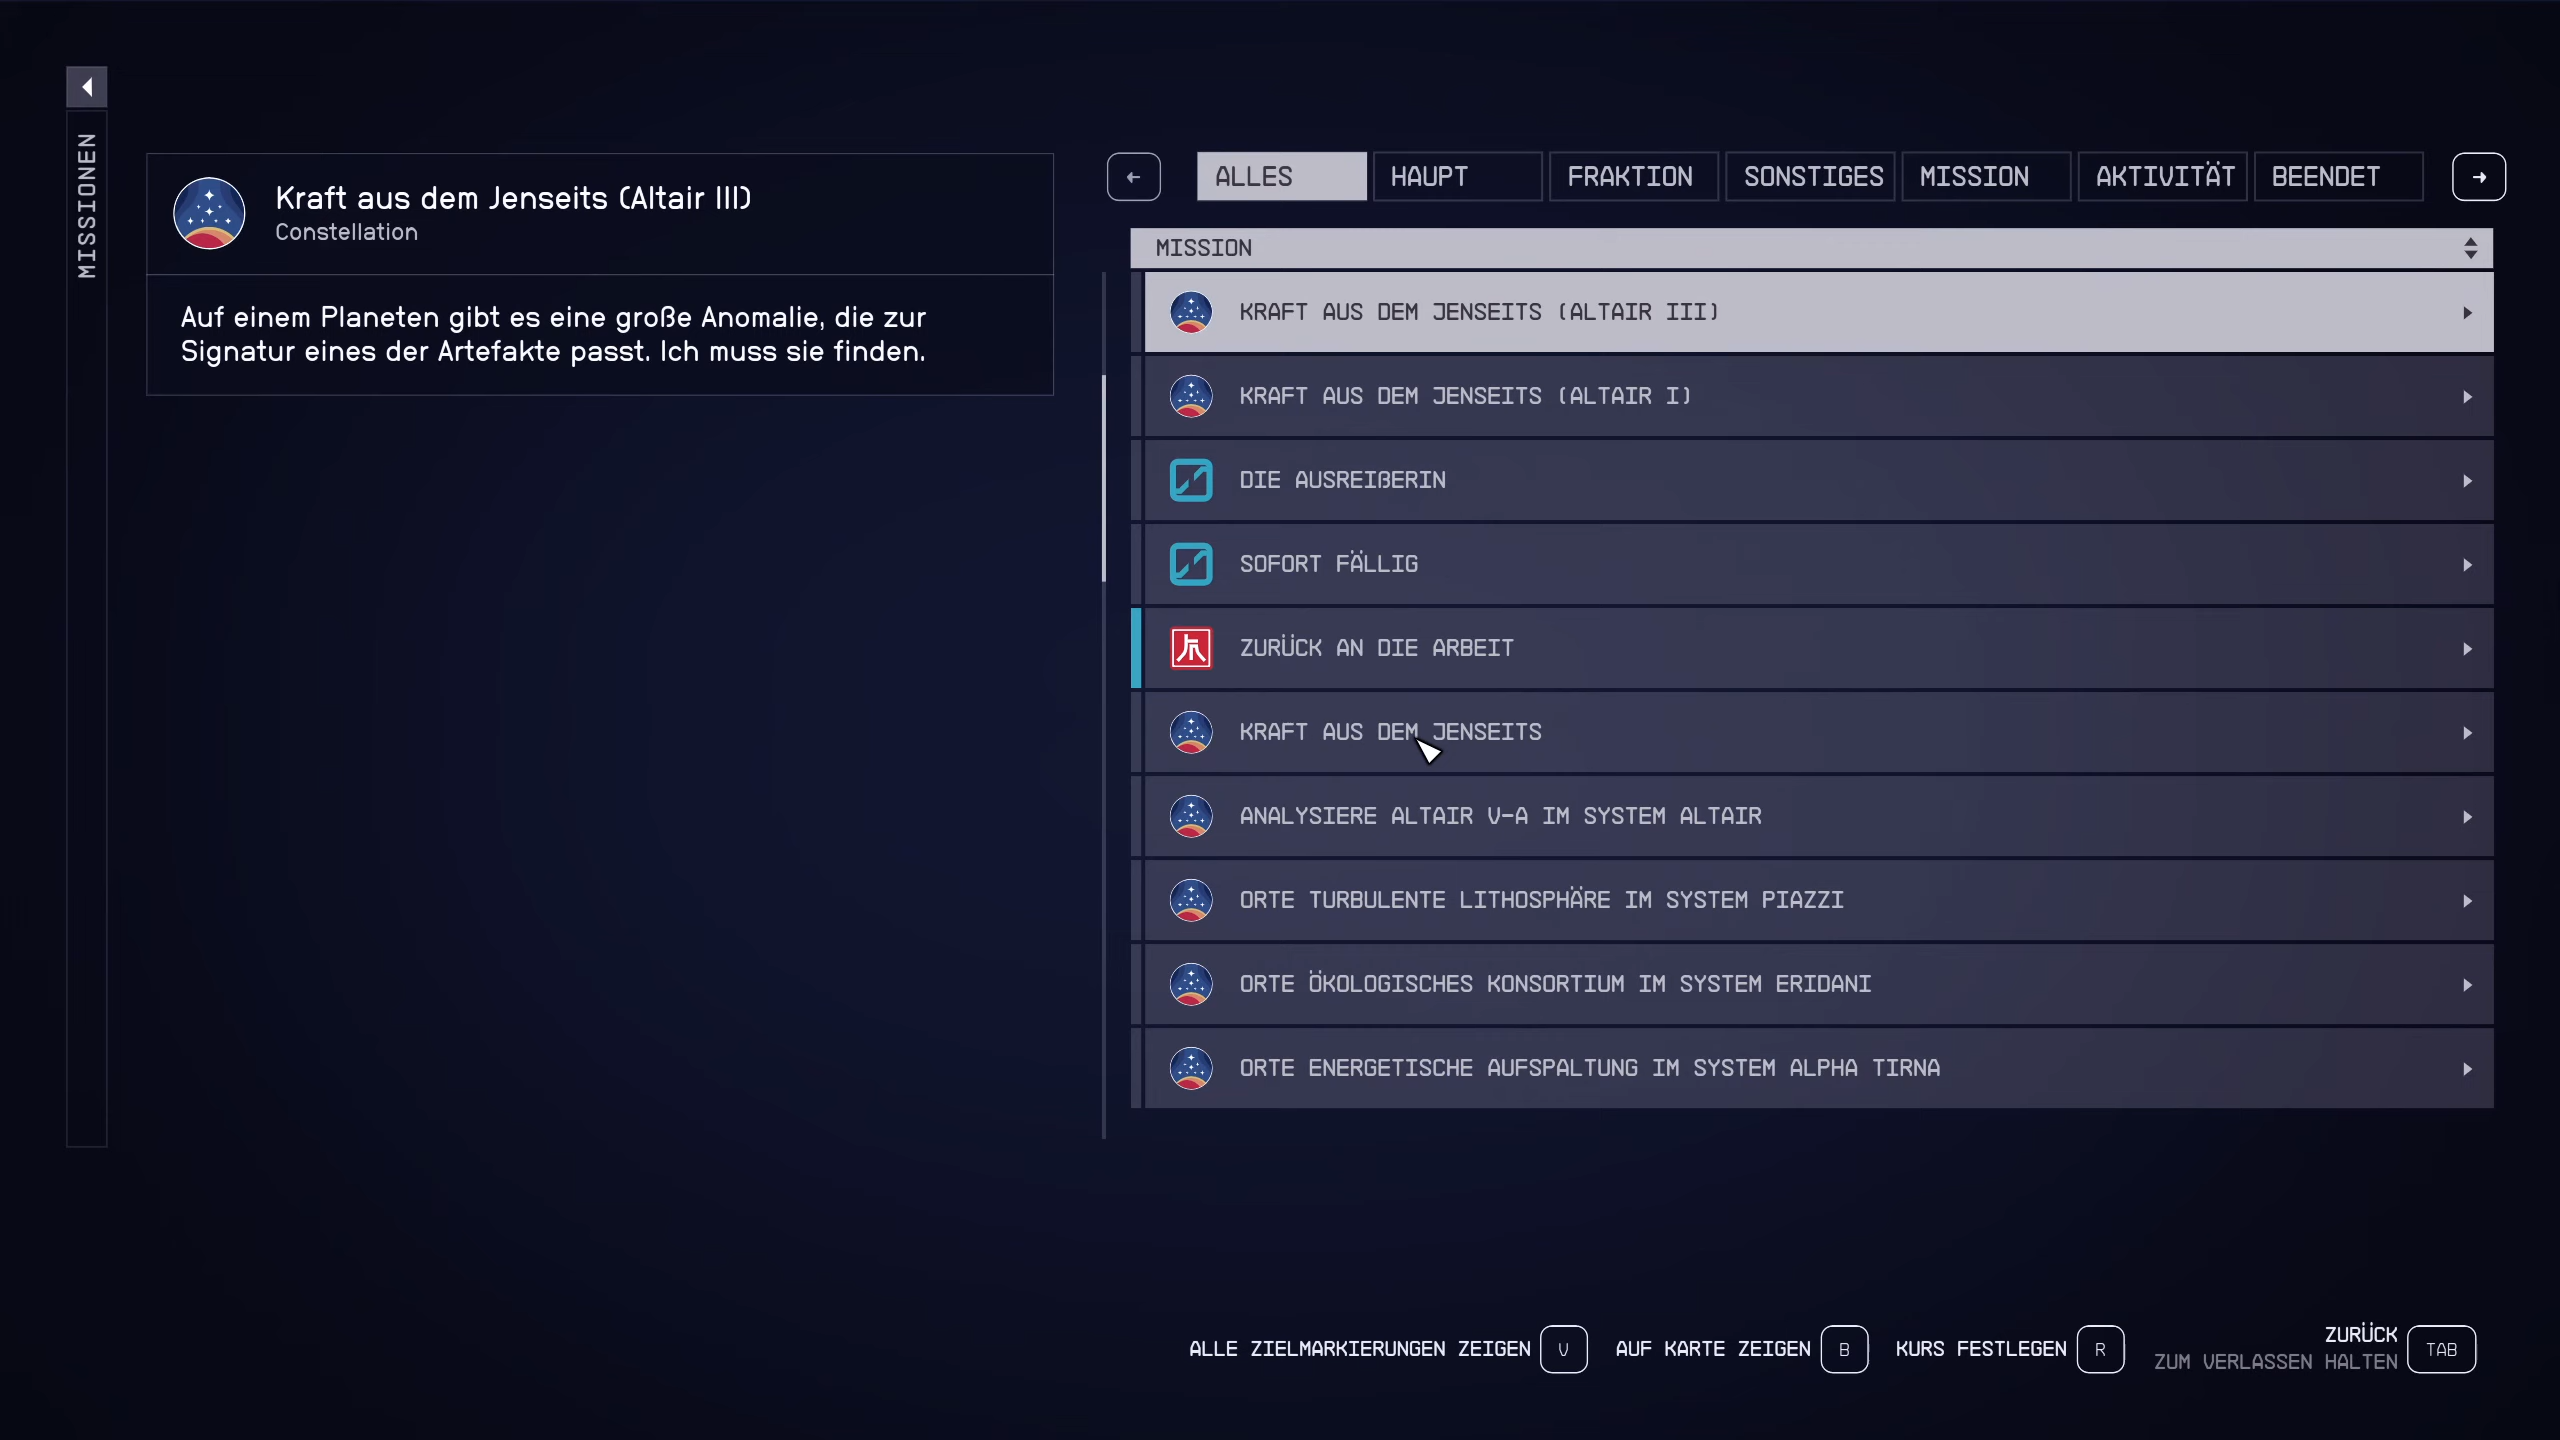 MISSIONEN
Kraft aus dem Jenseits (Altair III)
Constellation
Auf einem Planeten gibt es eine große Anomalie, die zur
Signatur eines der Artefakte passt. Ich muss sie finden.
ALLES
HAUPT
FRAKTION
SONSTIGES
MISSION
AKTIVITÄT
BEENDET
MISSION
KRAFT AUS DEM JENSEITS (ALTAIR III)
KRAFT AUS DEM JENSEITS (ALTAIR I)
DIE AUSREIßERIN
SOFORT FÄLLIG
ZURÜCK AN DIE ARBEIT
KRAFT AUS DEM JENSEITS
ANALYSIERE ALTAIR V-A IM SYSTEM ALTAIR
ORTE TURBULENTE LITHOSPHÄRE IM SYSTEM PIAZZI
ORTE ÖKOLOGISCHES KONSORTIUM IM SYSTEM ERIDANI
ORTE ENERGETISCHE AUFSPALTUNG IM SYSTEM ALPHA TIRNA
ALLE ZIELMARKIERUNGEN ZEIGEN V
AUF KARTE ZEIGEN B
KURS FESTLEGEN R
ZURÜCK
ZUM VERLASSEN HALTEN
TAB